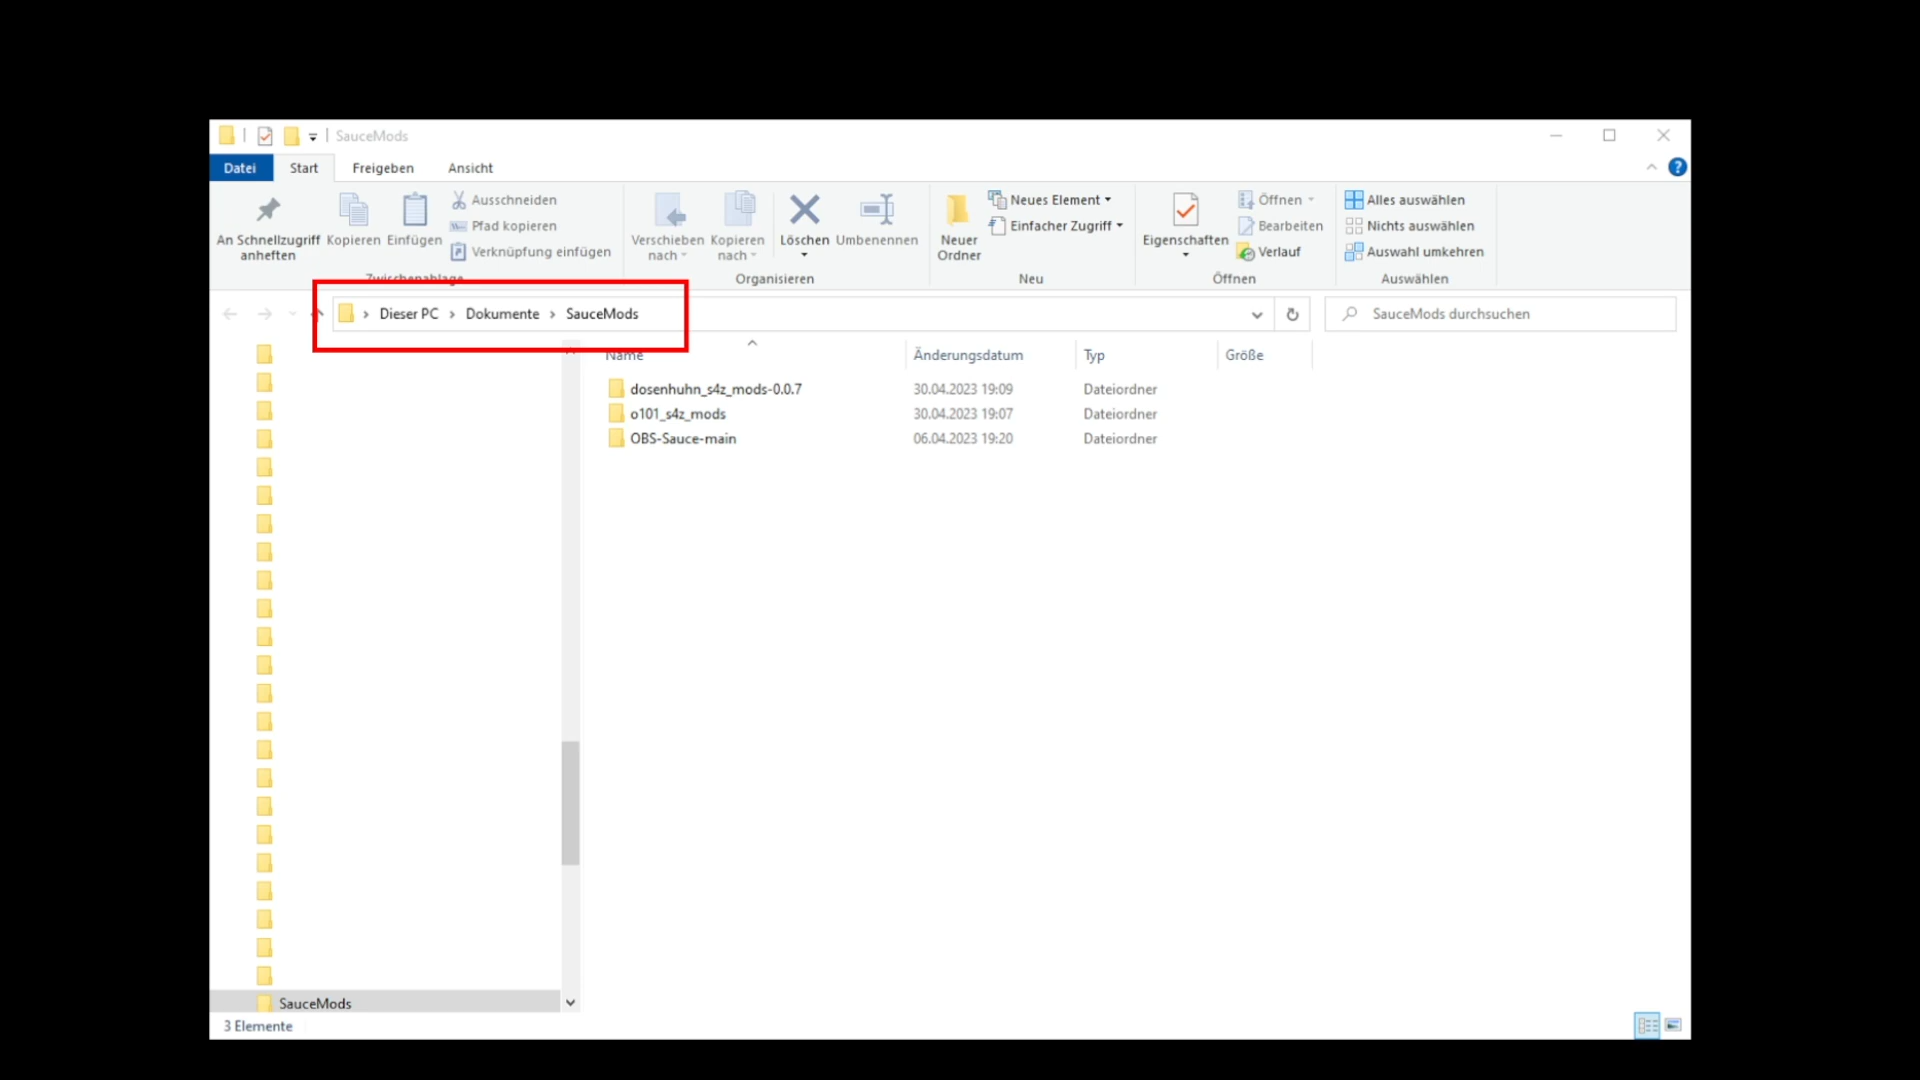 SauceMods
Datei Start Freigeben Ansicht
An Schnellzugriff anheften
Kopieren
Einfügen
Ausschneiden
Pfad kopieren
Verknüpfung einfügen
Zwischenablage
Verschieben nach
Kopieren nach
Löschen
Umbenennen
Organisieren
Neuer Ordner
Neues Element
Einfacher Zugriff
Neu
Eigenschaften
Öffnen
Bearbeiten
Verlauf
Öffnen
Alles auswählen
Nichts auswählen
Auswahl umkehren
Auswählen
Dieser PC › Dokumente › SauceMods
SauceMods durchsuchen
Name Änderungsdatum Typ Größe
dosenhuhn_s4z_mods-0.0.7 30.04.2023 19:09 Dateiordner
o101_s4z_mods 30.04.2023 19:07 Dateiordner
OBS-Sauce-main 06.04.2023 19:20 Dateiordner
SauceMods
3 Elemente